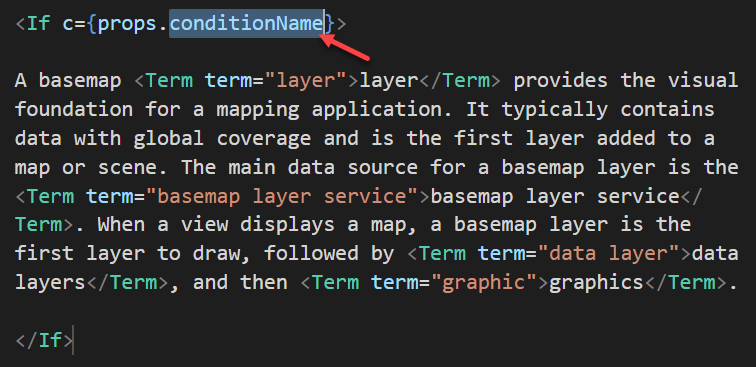 <If c={props.conditionName}>
A basemap <Term term="layer">layer</Term> provides the visual
foundation for a mapping application. It typically contains
data with global coverage and is the first layer added to a
map or scene. The main data source for a basemap layer is the
<Term term="basemap layer service">basemap layer service</
Term>. When a view displays a map, a basemap layer is the
first layer to draw, followed by <Term term="data layer">data
layers</Term>, and then <Term term="graphic">graphics</Term>.
</If>